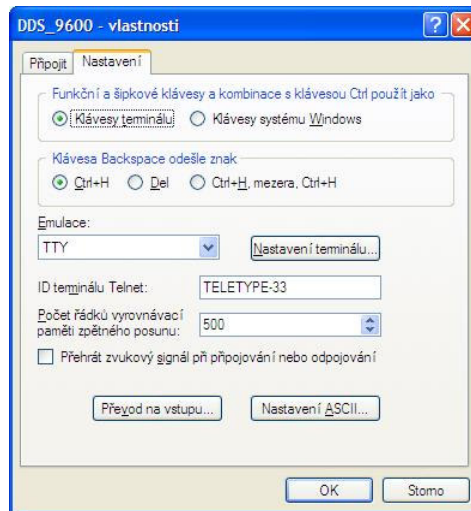 DDS_9600 - vlastnosti
Připojit Nastavení
Funkční a šipkové klávesy a kombinace s klávesou Ctrl použít jako
Klávesy terminálu Klávesy systému Windows
Klávesa Backspace odešle znak
Ctrl+H Del Ctrl+H, mezera, Ctrl+H
Emulace:
TTY Nastavení terminálu...
ID terminálu Telnet: TELETYPE-33
Počet řádků vyrovnávací
paměti zpětného posunu: 500
Přehrát zvukový signál při připojování nebo odpojování
Převod na vstupu... Nastavení ASCII...
OK Storno